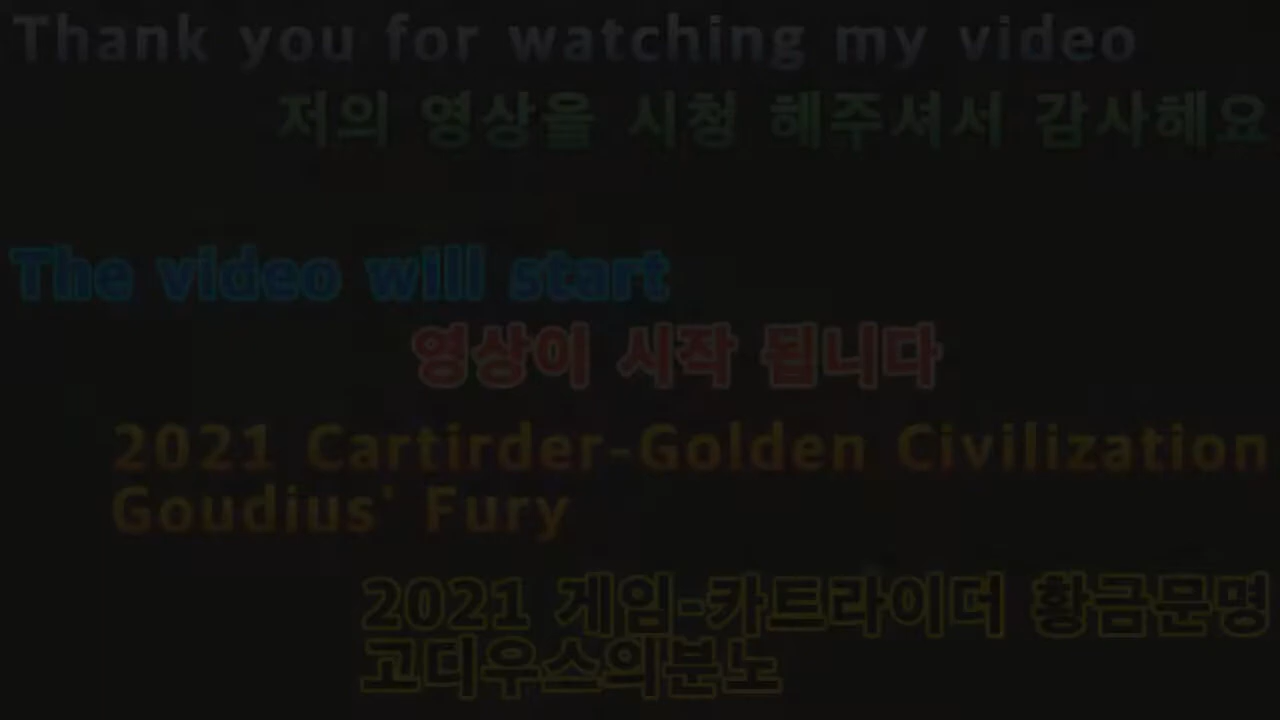 Thank you for watching my video
저의 영상을 시청 해주셔서 감사해요
The video will start
영상이 시작 됩니다
2021 Cartirder-Golden Civilization
Goudius' Fury
2021 게임-카트라이더 황금문명
고디우스의분노